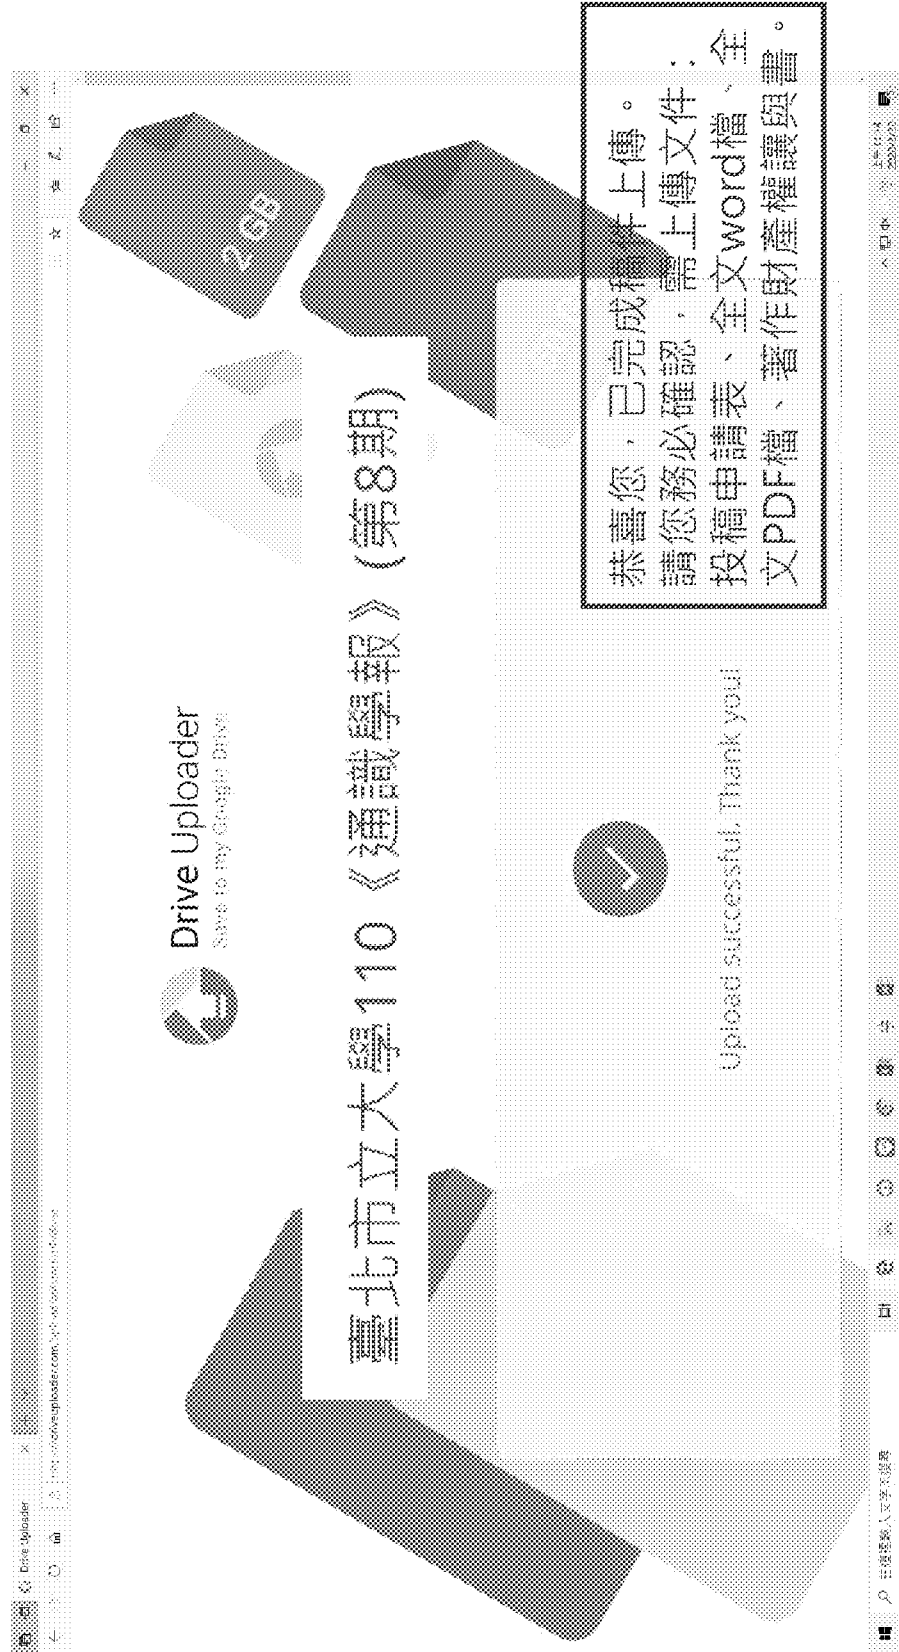 Drive Uploader
2 GB
Drive Uploader
Save to my Google Drive
臺北市立大學110《通識學報》(第8期)
Upload successful. Thank you!
恭喜您，已完成稿件上傳。
請您務必確認，需上傳文件：
投稿申請表、全文word檔、全
文PDF檔、著作財產權讓與書。